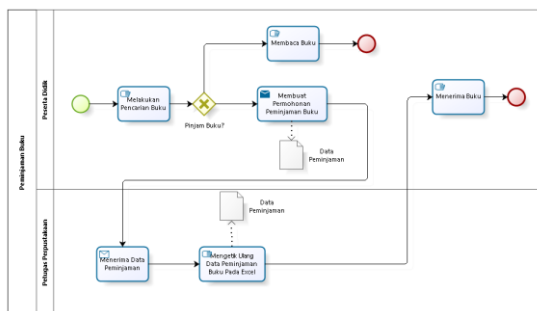 Peminjaman Buku
Peserta Didik
Melakukan
Pencarian Buku
Pinjam Buku?
Membaca Buku
Membuat
Permohonan
Peminjaman Buku
Data
Peminjaman
Menerima Buku
Petugas Perpustakaan
Menerima Data
Peminjaman
Data
Peminjaman
Mengetik Ulang
Data Peminjaman
Buku Pada Excel